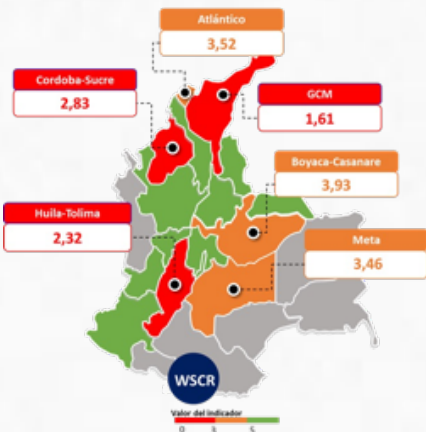 Atlántico
3,52
Cordoba-Sucre
2,83
GCM
1,61
Boyaca-Casanare
3,93
Huila-Tolima
2,32
Meta
3,46
WSCR
Valor del indicador
0 3 5